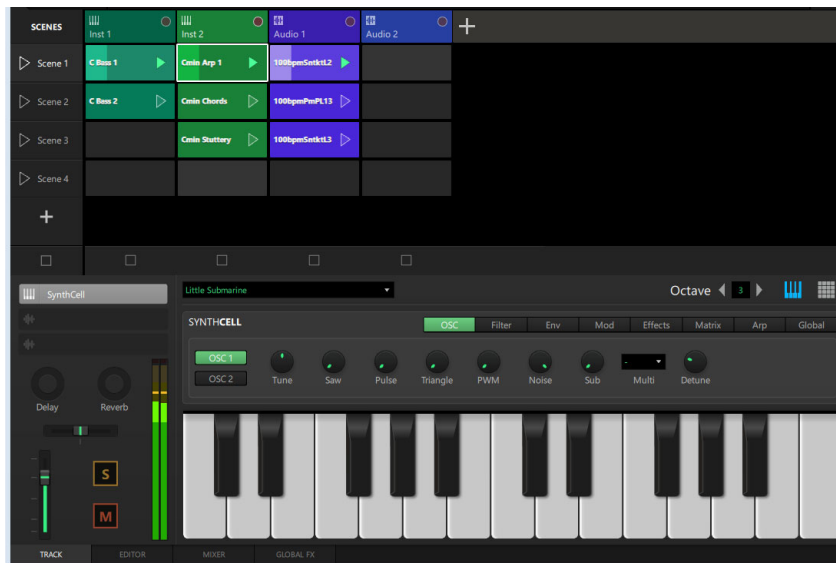 SCENES
Inst 1
Inst 2
Audio 1
Audio 2
Scene 1
C Bass 1
Cmin Arp 1
100bpmSntktL2
Scene 2
C Bass 2
Cmin Chords
100bpmPmPL13
Scene 3
Cmin Stuttery
100bpmSntktL3
Scene 4
SynthCell
Little Submarine
Octave 3
SYNTHCELL
OSC Filter Env Mod Effects Matrix Arp Global
OSC 1
OSC 2
Tune Saw Pulse Triangle PWM Noise Sub Multi Detune
Delay Reverb
S
M
TRACK EDITOR MIXER GLOBAL FX